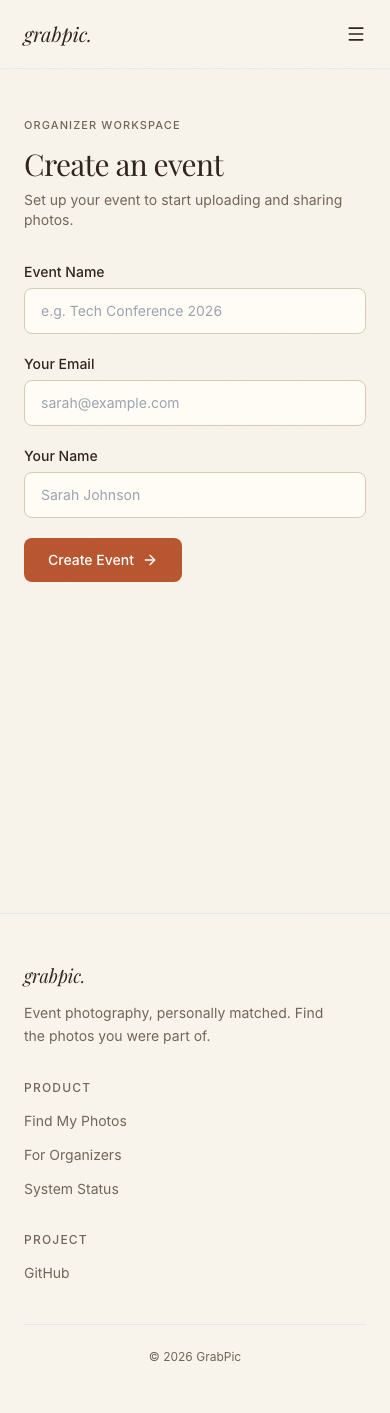 grabpic.
ORGANIZER WORKSPACE
Create an event
Set up your event to start uploading and sharing
photos.
Event Name
e.g. Tech Conference 2026
Your Email
sarah@example.com
Your Name
Sarah Johnson
Create Event →
grabpic.
Event photography, personally matched. Find
the photos you were part of.
PRODUCT
Find My Photos
For Organizers
System Status
PROJECT
GitHub
© 2026 GrabPic